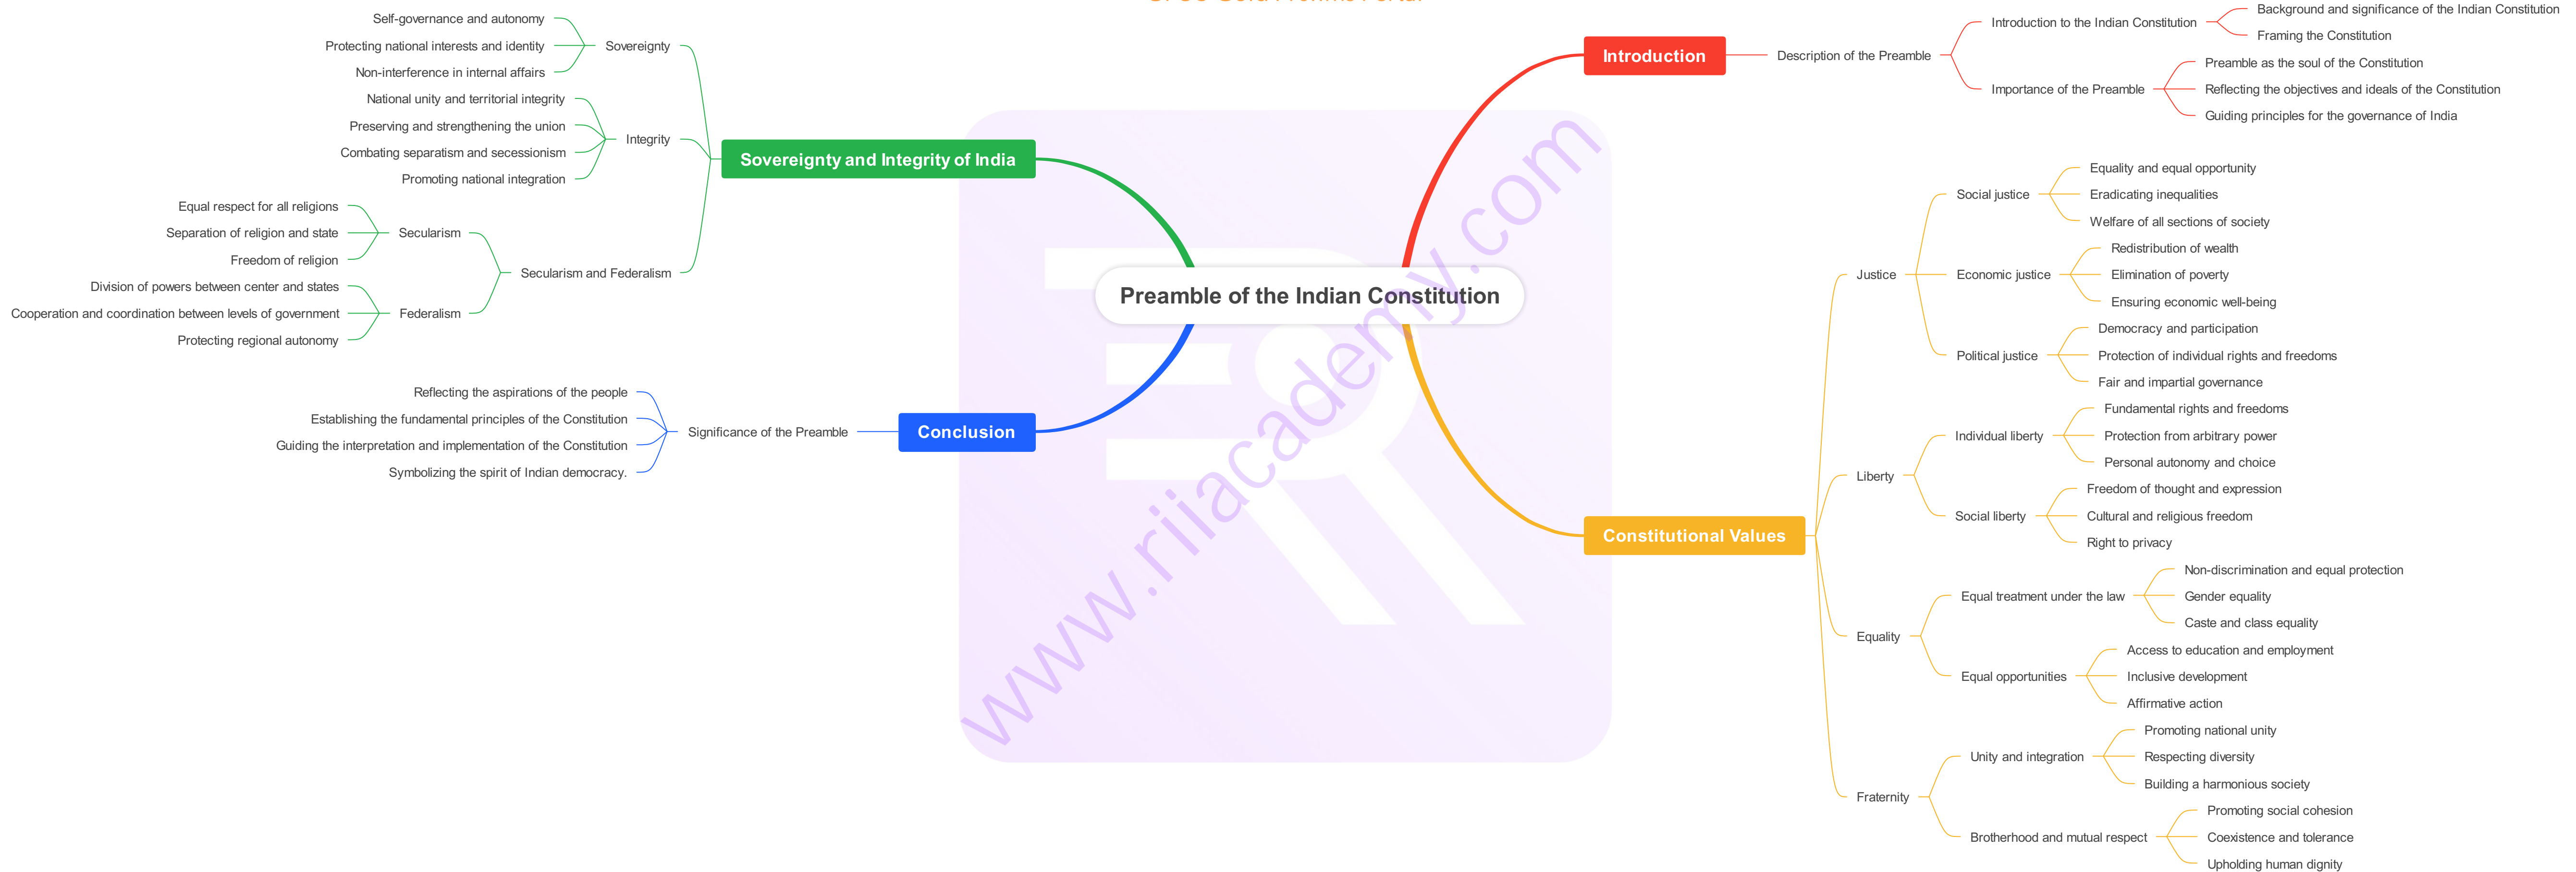 Preamble of the Indian Constitution
Introduction
Description of the Preamble
Introduction to the Indian Constitution
Background and significance of the Indian Constitution
Framing the Constitution
Importance of the Preamble
Preamble as the soul of the Constitution
Reflecting the objectives and ideals of the Constitution
Guiding principles for the governance of India
Constitutional Values
Justice
Social justice
Equality and equal opportunity
Eradicating inequalities
Welfare of all sections of society
Economic justice
Redistribution of wealth
Elimination of poverty
Ensuring economic well-being
Political justice
Democracy and participation
Protection of individual rights and freedoms
Fair and impartial governance
Liberty
Individual liberty
Fundamental rights and freedoms
Protection from arbitrary power
Personal autonomy and choice
Social liberty
Freedom of thought and expression
Cultural and religious freedom
Right to privacy
Equality
Equal treatment under the law
Non-discrimination and equal protection
Gender equality
Caste and class equality
Equal opportunities
Access to education and employment
Inclusive development
Affirmative action
Fraternity
Unity and integration
Promoting national unity
Respecting diversity
Building a harmonious society
Brotherhood and mutual respect
Promoting social cohesion
Coexistence and tolerance
Upholding human dignity
Sovereignty and Integrity of India
Sovereignty
Self-governance and autonomy
Protecting national interests and identity
Non-interference in internal affairs
Integrity
National unity and territorial integrity
Preserving and strengthening the union
Combating separatism and secessionism
Promoting national integration
Secularism and Federalism
Secularism
Equal respect for all religions
Separation of religion and state
Freedom of religion
Federalism
Division of powers between center and states
Cooperation and coordination between levels of government
Protecting regional autonomy
Conclusion
Significance of the Preamble
Reflecting the aspirations of the people
Establishing the fundamental principles of the Constitution
Guiding the interpretation and implementation of the Constitution
Symbolizing the spirit of Indian democracy.